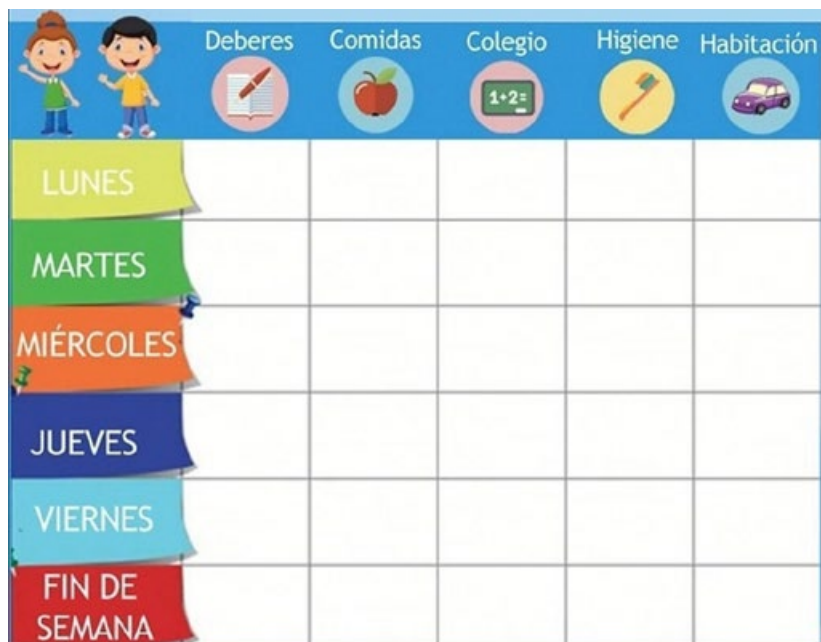 Deberes Comidas Colegio Higiene Habitación
1+2=
LUNES
MARTES
MIÉRCOLES
JUEVES
VIERNES
FIN DE
SEMANA